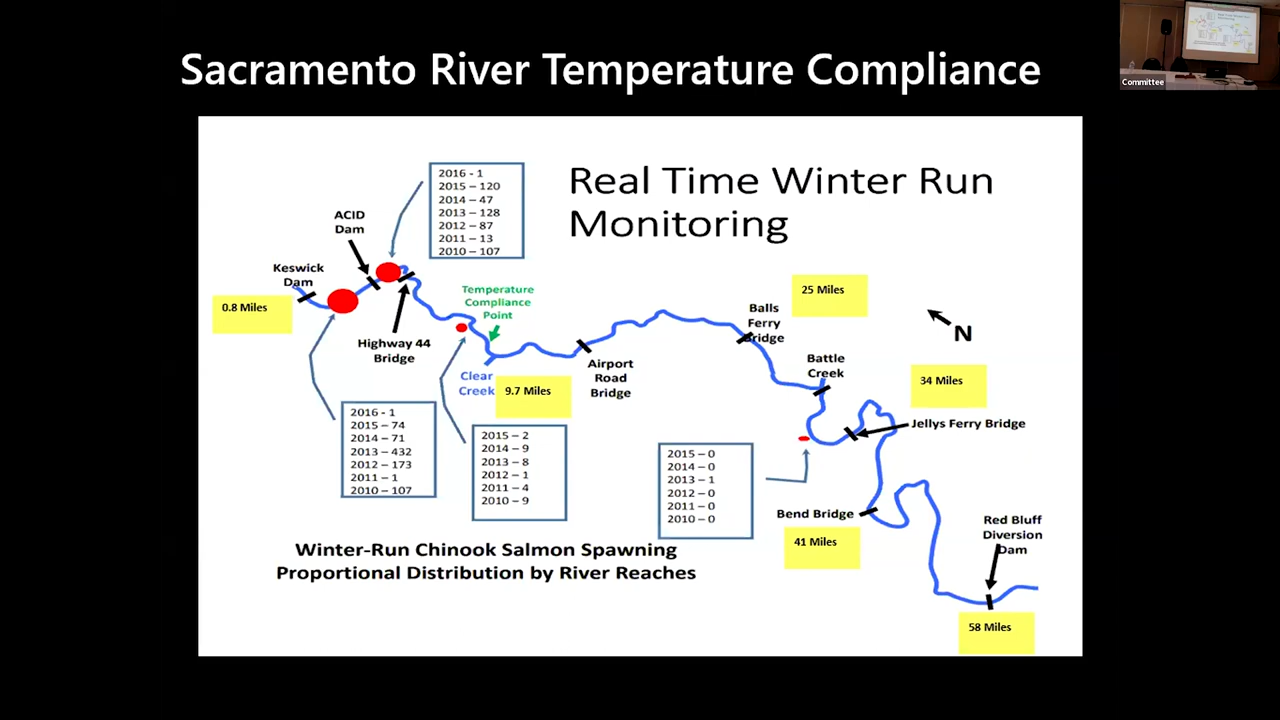 Sacramento River Temperature Compliance
Committee
Real Time Winter Run
Monitoring
2016 - 1
2015 – 120
2014 – 47
2013 – 128
2012 – 87
2011 – 13
2010 – 107
ACID
Dam
Keswick
Dam
0.8 Miles
Highway 44
Bridge
Temperature
Compliance
Point
Clear
Creek
9.7 Miles
Airport
Road
Bridge
Balls
Ferry
Bridge
25 Miles
N
Battle
Creek
34 Miles
Jellys Ferry Bridge
2016 - 1
2015 – 74
2014 – 71
2013 – 432
2012 – 173
2011 – 1
2010 – 107
2015 – 2
2014 – 9
2013 – 8
2012 – 1
2011 – 4
2010 – 9
2015 –0
2014 –0
2013 – 1
2012 –0
2011 –0
2010 –0
Bend Bridge
41 Miles
Red Bluff
Diversion
Dam
58 Miles
Winter-Run Chinook Salmon Spawning
Proportional Distribution by River Reaches